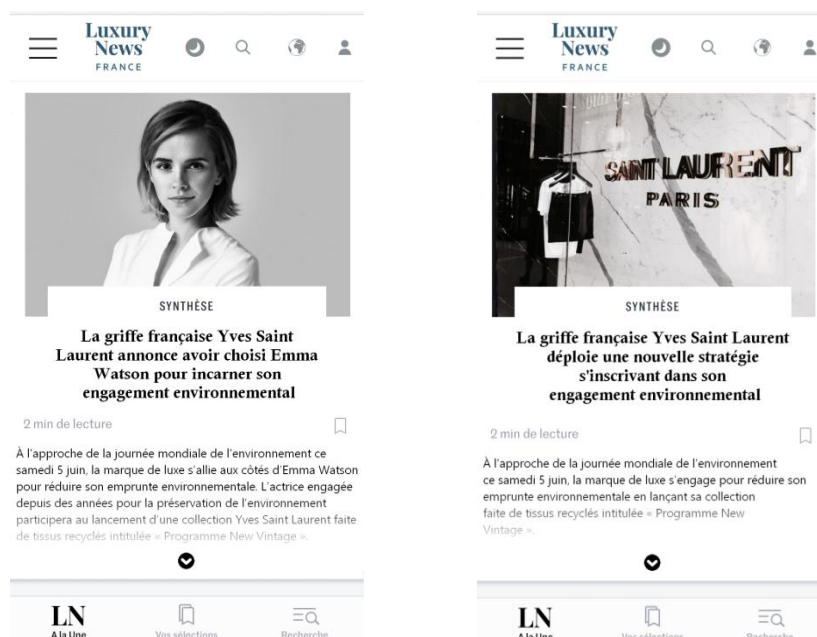 Luxury
News
FRANCE
SYNTHÈSE
La griffe française Yves Saint
Laurent annonce avoir choisi Emma
Watson pour incarner son
engagement environnemental
2 min de lecture
À l'approche de la journée mondiale de l'environnement ce
samedi 5 juin, la marque de luxe s'allie aux côtés d'Emma Watson
pour réduire son emprunte environnementale. L'actrice engagée
depuis des années pour la préservation de l'environnement
participera au lancement d'une collection Yves Saint Laurent faite
de tissus recyclés intitulée « Programme New Vintage ».
LN
A la Une
Vos sélections
Recherche
Luxury
News
FRANCE
SAINT LAURENT
PARIS
SYNTHÈSE
La griffe française Yves Saint Laurent
déploie une nouvelle stratégie
s'inscrivant dans son
engagement environnemental
2 min de lecture
À l'approche de la journée mondiale de l'environnement
ce samedi 5 juin, la marque de luxe s'engage pour réduire son
emprunte environnementale en lançant sa collection
faite de tissus recyclés intitulée « Programme New
Vintage ».
LN
A la Une
Vos sélections
Recherche